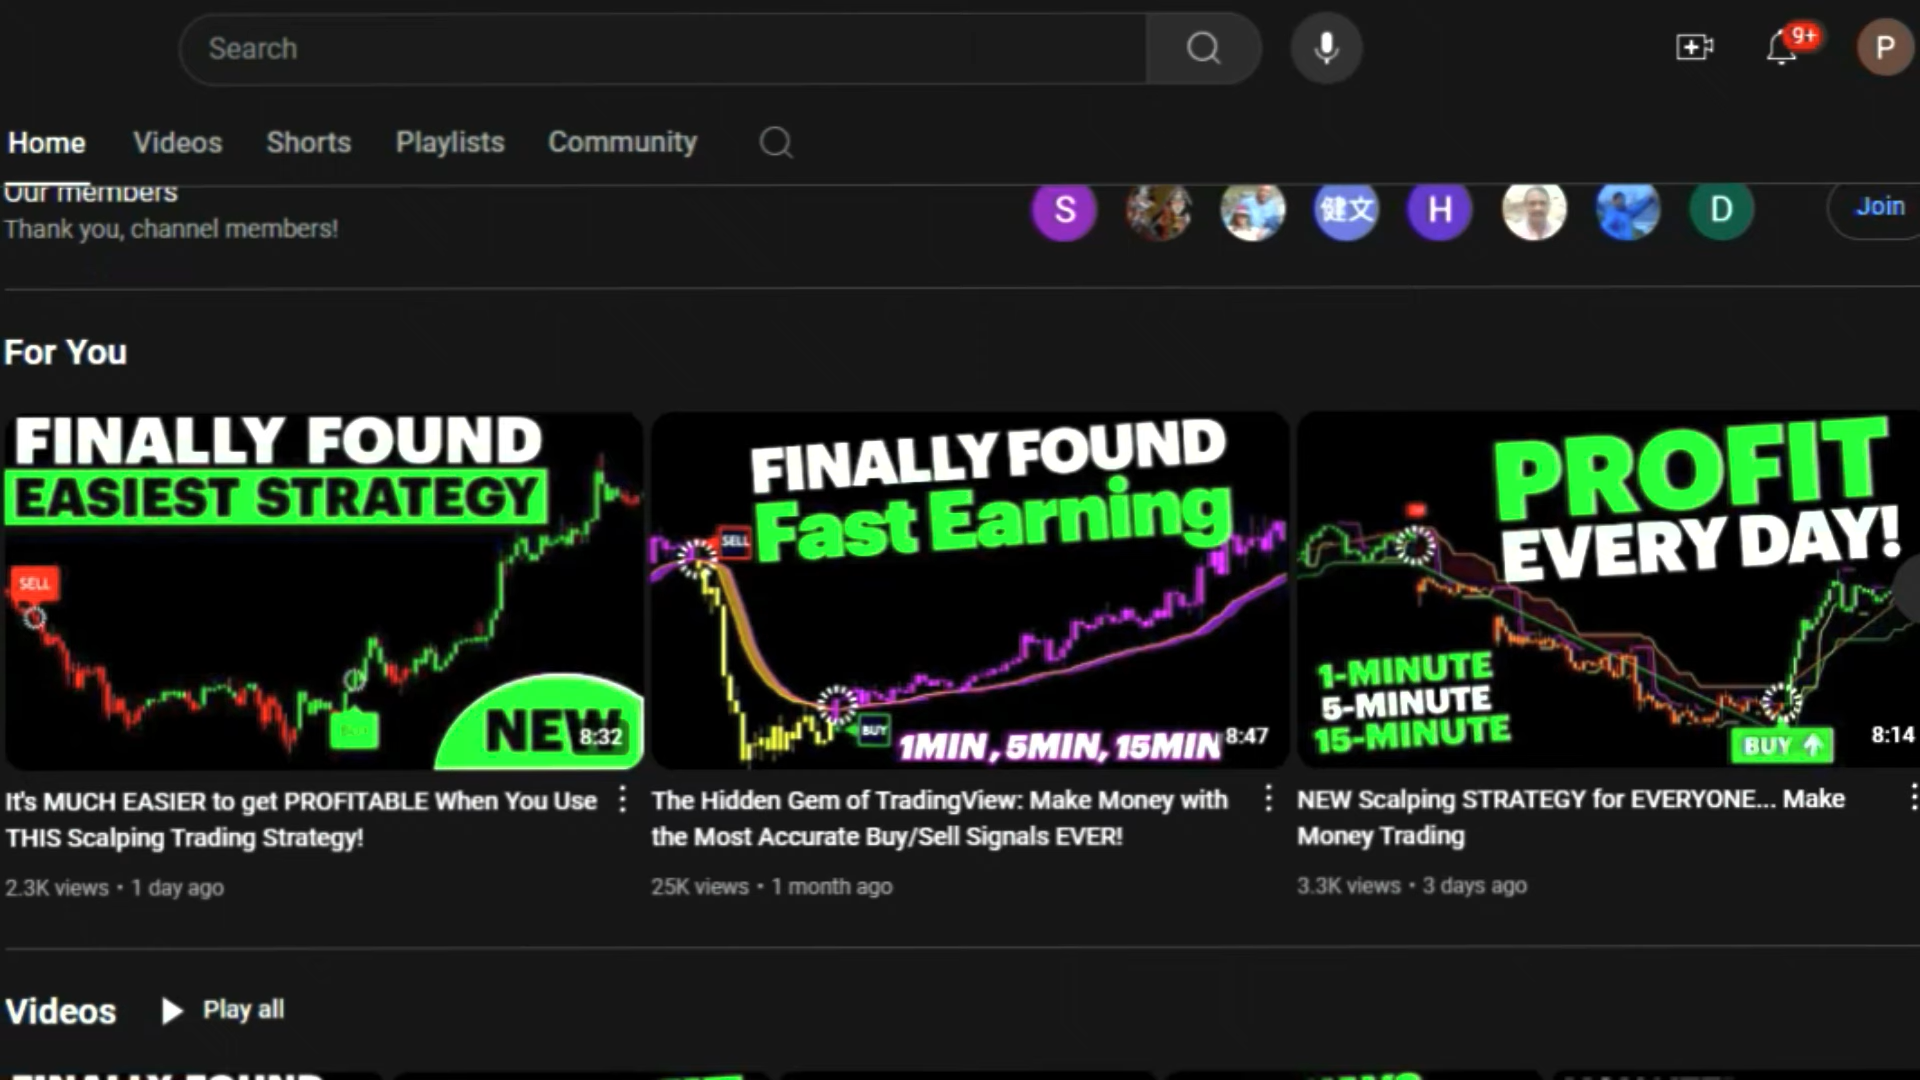 Search
9+
P
Home
Videos
Shorts
Playlists
Community
Our members
Thank you, channel members!
S
健文
H
D
Join
For You
FINALLY FOUND
EASIEST STRATEGY
SELL
NEW
8:32
FINALLY FOUND
Fast Earning
SELL
BUY
1MIN, 5MIN, 15MIN
8:47
PROFIT
EVERY DAY!
1-MINUTE
5-MINUTE
15-MINUTE
BUY
8:14
It's MUCH EASIER to get PROFITABLE When You Use
THIS Scalping Trading Strategy!
2.3K views • 1 day ago
The Hidden Gem of TradingView: Make Money with
the Most Accurate Buy/Sell Signals EVER!
25K views • 1 month ago
NEW Scalping STRATEGY for EVERYONE... Make
Money Trading
3.3K views • 3 days ago
Videos
Play all
FINALLY FOUND